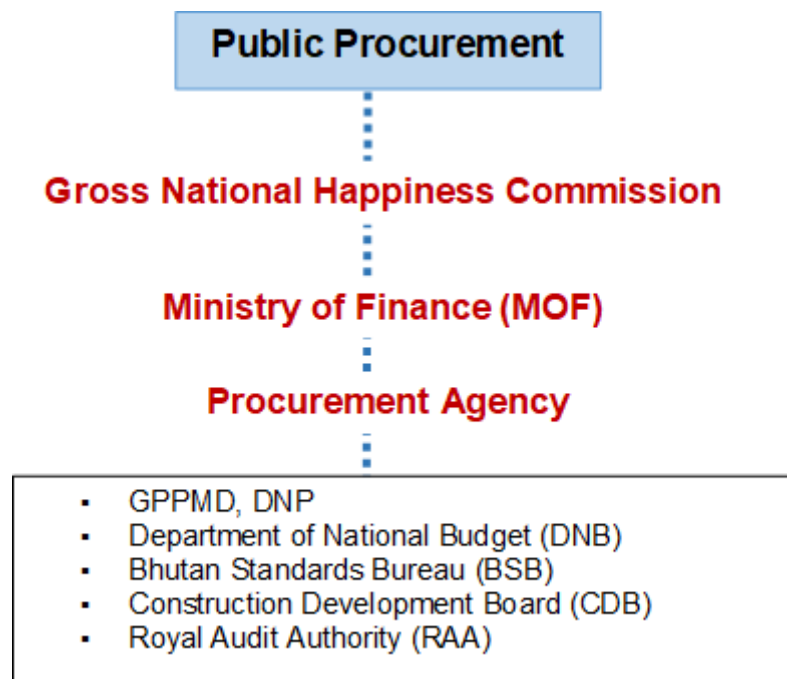 Public Procurement
Gross National Happiness Commission
Ministry of Finance (MOF)
Procurement Agency
▪ GPPMD, DNP
▪ Department of National Budget (DNB)
▪ Bhutan Standards Bureau (BSB)
▪ Construction Development Board (CDB)
▪ Royal Audit Authority (RAA)